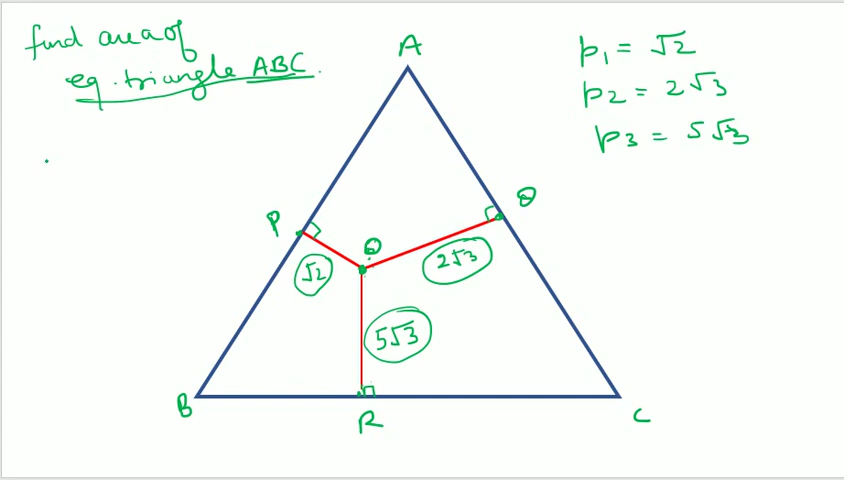 find area of
eq. triangle ABC.
p1 = √2
p2 = 2√3
p3 = 5√3
A
P
Q
O
√2
2√3
5√3
B
R
C